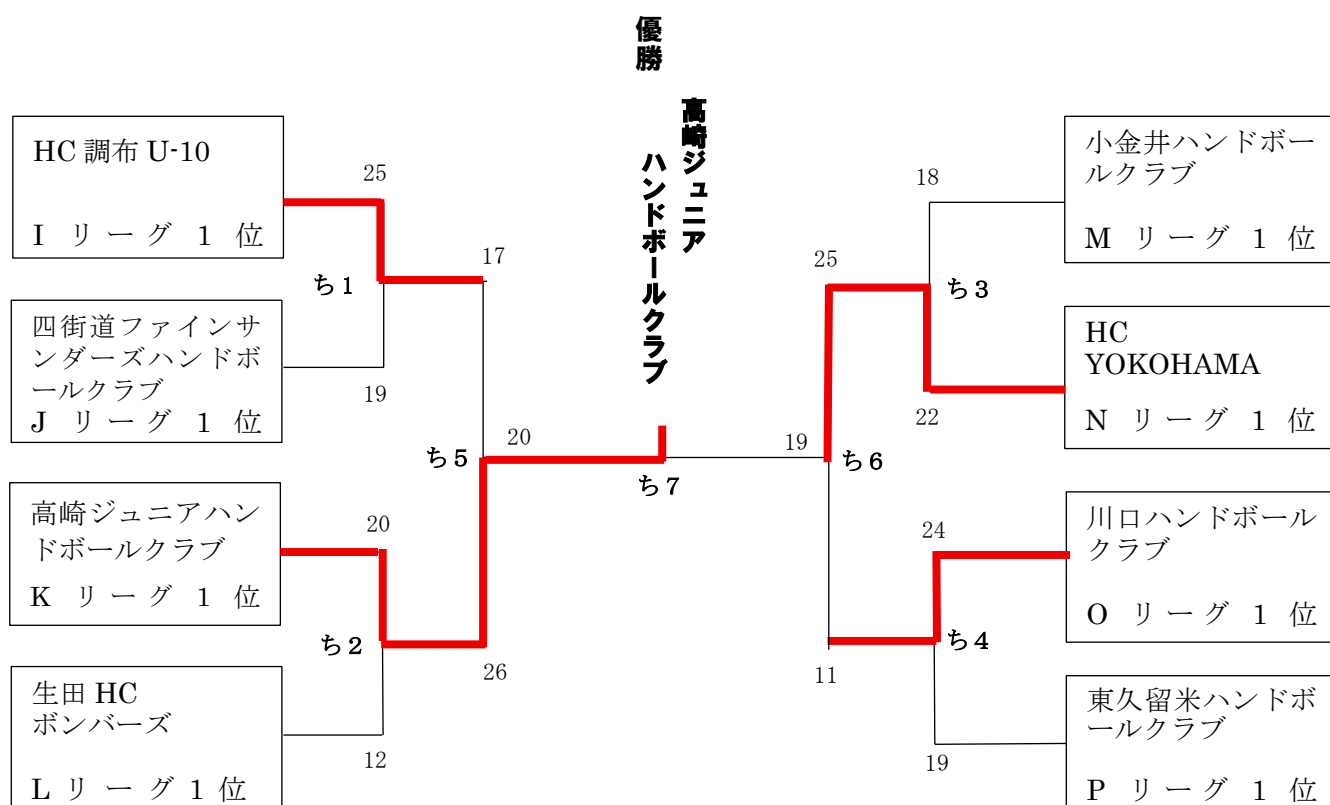 優勝
高崎ジュニア
ハンドボールクラブ
HC 調布 U-10
I リーグ 1 位
25
17
ち1
四街道ファインサ
ンダーズハンドボ
ールクラブ
J リーグ 1 位
19
ち5
20
高崎ジュニアハン
ドボールクラブ
K リーグ 1 位
20
ち2
26
生田 HC
ボンバーズ
L リーグ 1 位
12
ち7
小金井ハンドボー
ルクラブ
M リーグ 1 位
18
25
ち3
HC
YOKOHAMA
N リーグ 1 位
22
19
ち6
川口ハンドボール
クラブ
O リーグ 1 位
24
ち4
11
東久留米ハンドボ
ールクラブ
P リーグ 1 位
19